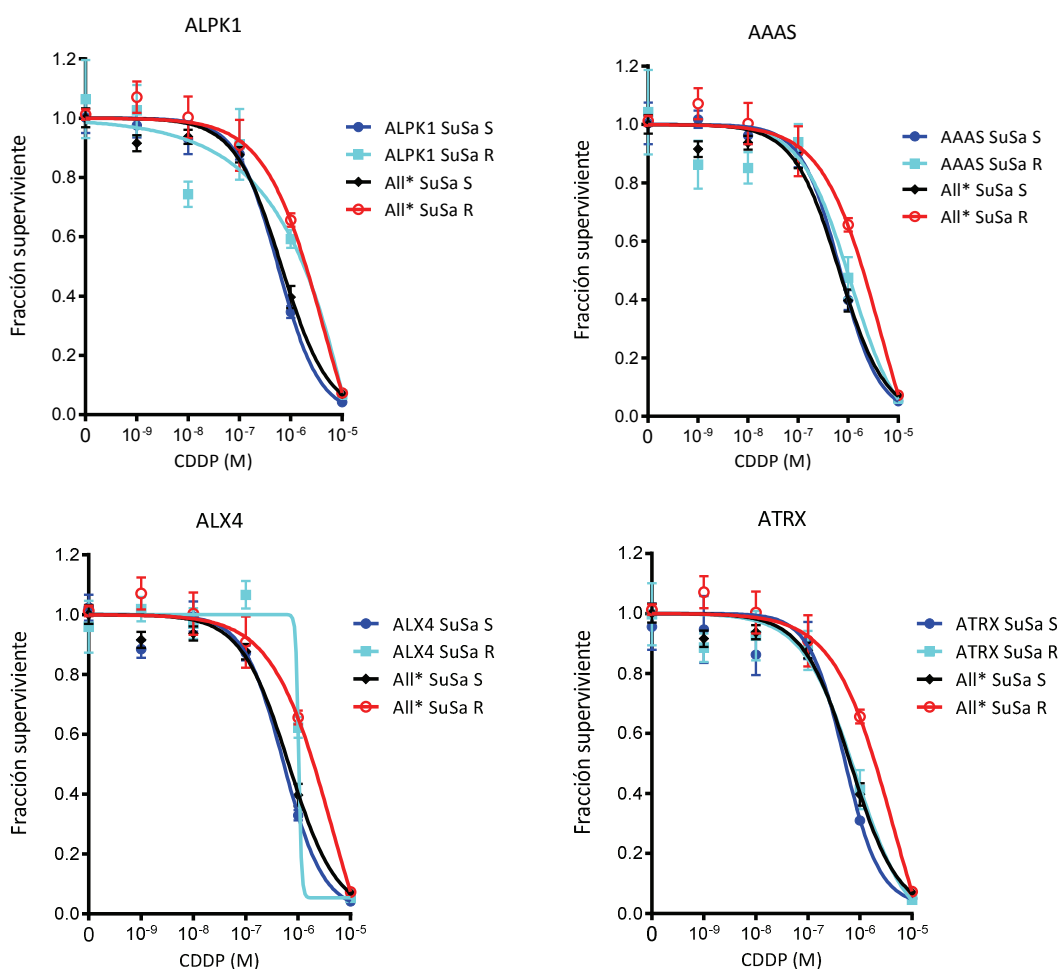 ALPK1
1.2
1.0
0.8
0.6
0.4
0.2
0.0
Fracción superviviente
0
10-9
10-8
10-7
10-6
10-5
CDDP (M)
ALPK1 SuSa S
ALPK1 SuSa R
All* SuSa S
All* SuSa R
AAAS
1.2
1.0
0.8
0.6
0.4
0.2
0.0
Fracción superviviente
0
10-9
10-8
10-7
10-6
10-5
CDDP (M)
AAAS SuSa S
AAAS SuSa R
All* SuSa S
All* SuSa R
ALX4
1.2
1.0
0.8
0.6
0.4
0.2
0.0
Fracción superviviente
0
10-9
10-8
10-7
10-6
10-5
CDDP (M)
ALX4 SuSa S
ALX4 SuSa R
All* SuSa S
All* SuSa R
ATRX
1.2
1.0
0.8
0.6
0.4
0.2
0.0
Fracción superviviente
0
10-9
10-8
10-7
10-6
10-5
CDDP (M)
ATRX SuSa S
ATRX SuSa R
All* SuSa S
All* SuSa R